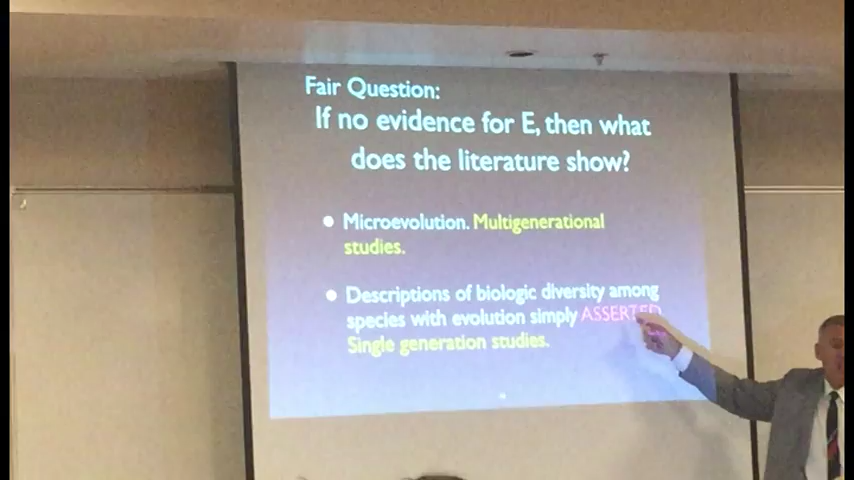 Fair Question:
If no evidence for E, then what
does the literature show?
Microevolution. Multigenerational
studies.
Descriptions of biologic diversity among
species with evolution simply ASSERTED
Single generation studies.